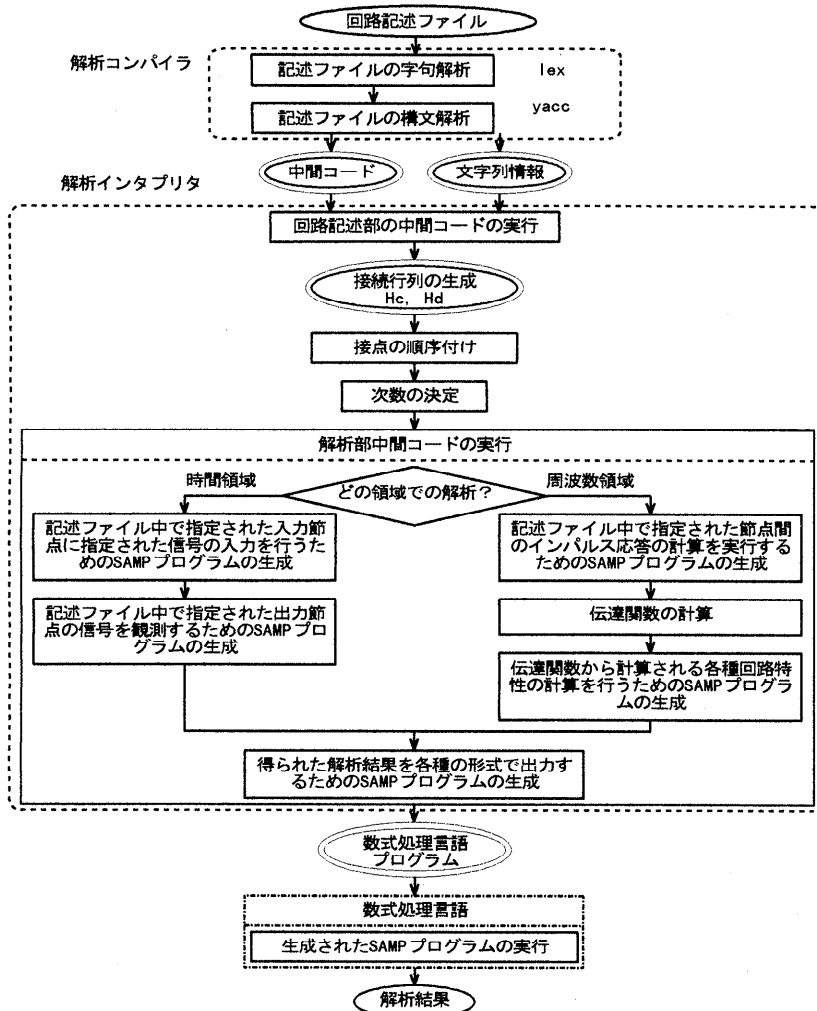 回路記述ファイル
解析コンパイラ
記述ファイルの字句解析
lex
記述ファイルの構文解析
yacc
中間コード
文字列情報
解析インタプリタ
回路記述部の中間コードの実行
接続行列の生成
Hc, Hd
接点の順序付け
次数の決定
解析部中間コードの実行
時間領域
どの領域での解析？
周波数領域
記述ファイル中で指定された入力節
点に指定された信号の入力を行うた
めのSAMPプログラムの生成
記述ファイル中で指定された出力節
点の信号を観測するためのSAMPプロ
グラムの生成
記述ファイル中で指定された節点間
のインパルス応答の計算を実行する
ためのSAMPプログラムの生成
伝達関数の計算
伝達関数から計算される各種回路特
性の計算を行うためのSAMPプログラ
ムの生成
得られた解析結果を各種の形式で出力す
るためのSAMPプログラムの生成
数式処理言語
プログラム
数式処理言語
生成されたSAMPプログラムの実行
解析結果